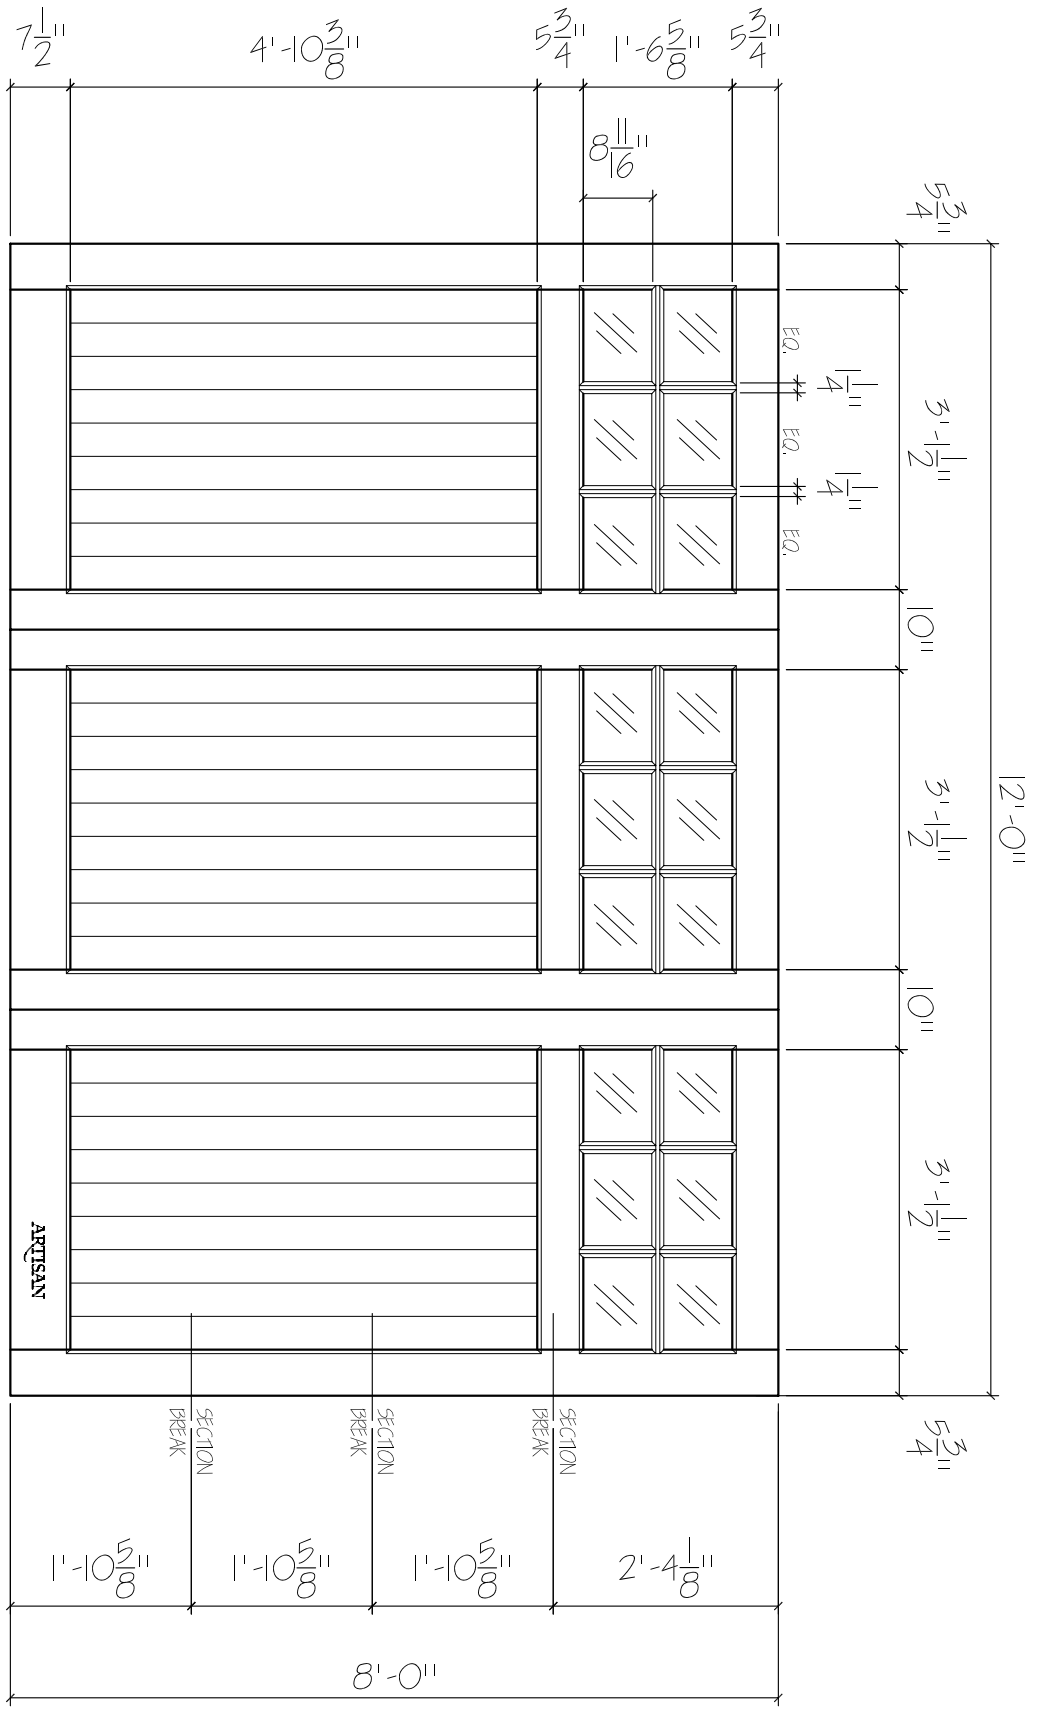 7 1/2"
4'-10 3/8"
5 3/4"
1'-6 5/8"
5 3/4"
8 11/16"
5 3/4"
12'-0"
3'-1 1/2"
10"
3'-1 1/2"
10"
3'-1 1/2"
5 3/4"
EQ.
1 1/4"
EQ.
1 1/4"
EQ.
ARTISAN
SECTION
BREAK
SECTION
BREAK
SECTION
BREAK
1'-10 5/8"
1'-10 5/8"
1'-10 5/8"
2'-4 1/8"
8'-0"